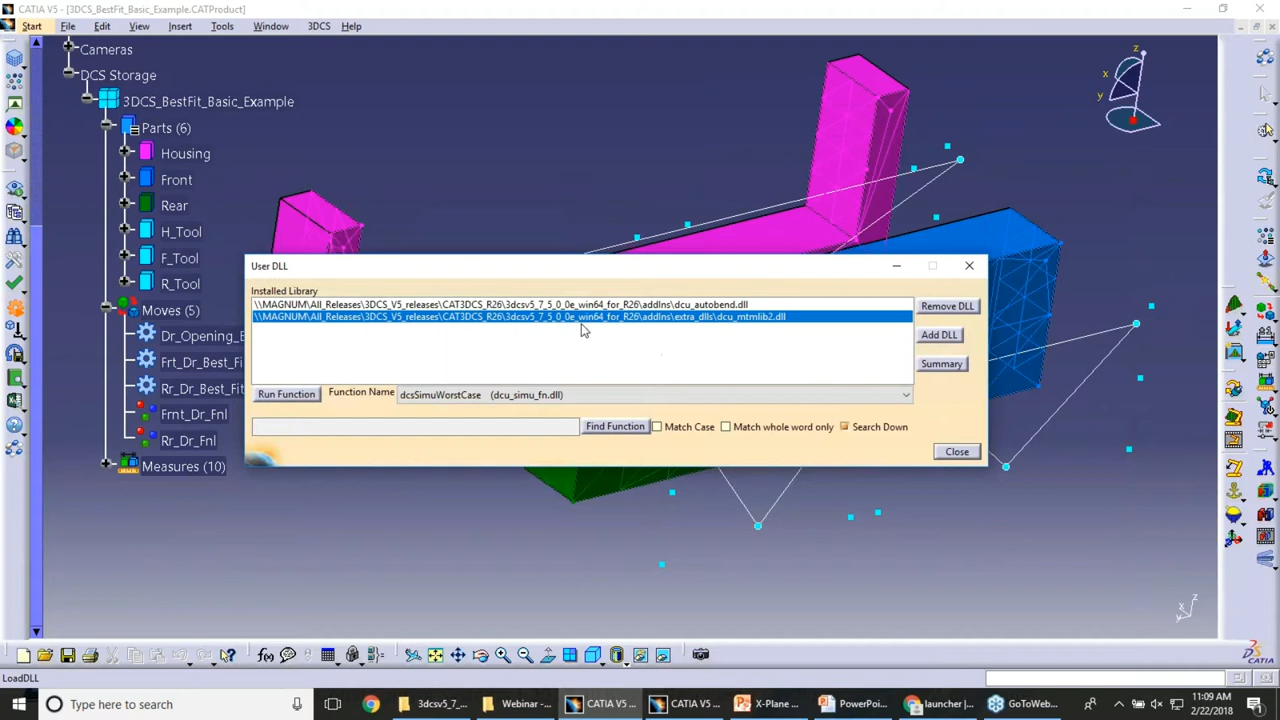 CATIA V5 - [3DCS_BestFit_Basic_Example.CATProduct]
Start File Edit View Insert Tools Window 3DCS Help
Cameras
DCS Storage
3DCS_BestFit_Basic_Example
Parts (6)
Housing
Front
Rear
H_Tool
F_Tool
R_Tool
Moves (5)
Dr_Opening_
Frt_Dr_Best_F
Rr_Dr_Best_Fit
Frnt_Dr_Fnl
Rr_Dr_Fnl
Measures (10)
z
x
y
User DLL
Installed Library
\\MAGNUM\All_Releases\3DCS_V5_releases\CAT3DCS_R26\3dcsv5_7_5_0_0e_win64_for_R26\addIns\dcu_autobend.dll
\\MAGNUM\All_Releases\3DCS_V5_releases\CAT3DCS_R26\3dcsv5_7_5_0_0e_win64_for_R26\addIns\extra_dlls\dcu_mtmlib2.dll
Remove DLL
Add DLL
Summary
Run Function Function Name dcsSimuWorstCase (dcu_simu_fn.dll)
Find Function Match Case Match whole word only Search Down
Close
z
x
y
f(x)
CATIA
LoadDLL
Type here to search
3dcsv5_7_...
Webinar -...
CATIA V5 ...
CATIA V5 ...
X-Plane ...
PowerPoi...
launcher |...
GoToWeb...
11:09 AM
2/22/2018